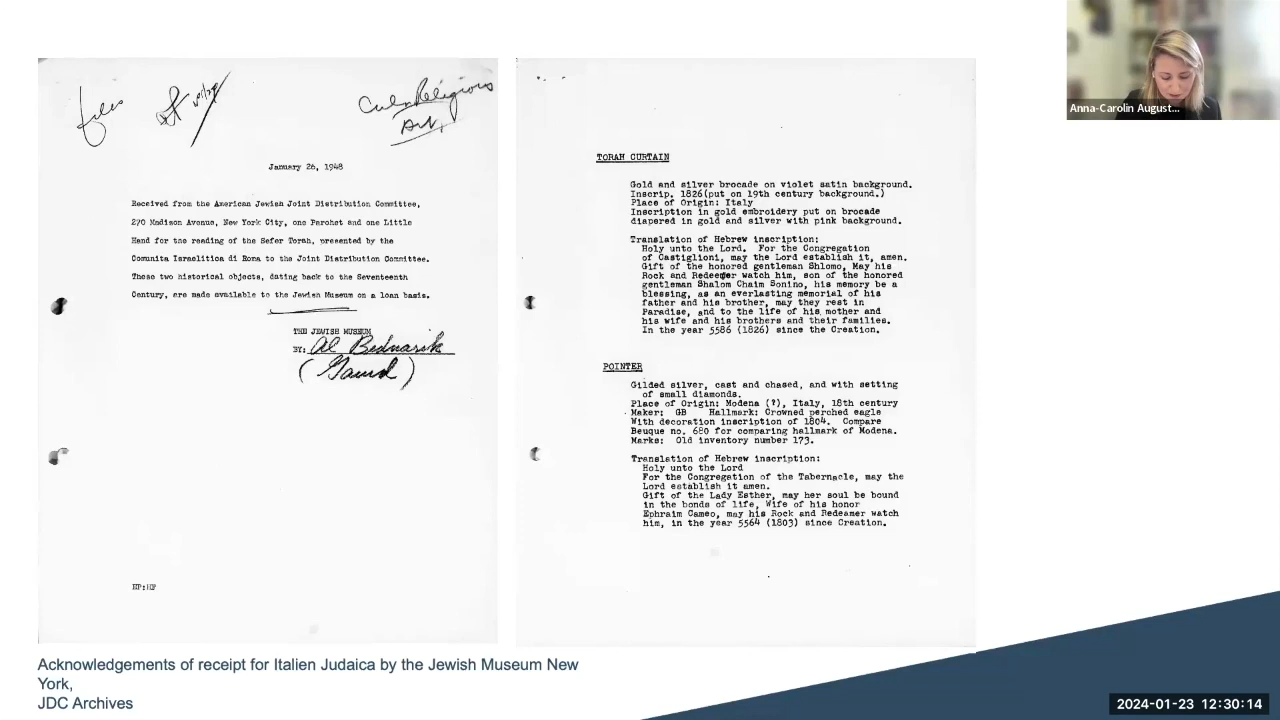 files
Cul & Religious
Art,
January 26, 1948
Received from the American Jewish Joint Distribution Committee,
270 Madison Avenue, New York City, one Parohet and one Little
Hand for the reading of the Sefer Torah, presented by the
Comunita Israelitica di Roma to the Joint Distribution Committee.
These two historical objects, dating back to the Seventeenth
Century, are made available to the Jewish Museum on a loan basis.
THE JEWISH MUSEUM
BY: Al Bednarsh
TORAH CURTAIN
Gold and silver brocade on violet satin background.
Inscrip. 1826(put on 19th century background.)
Place of Origin: Italy
Inscription in gold embroidery put on brocade
diapered in gold and silver with pink background.
Translation of Hebrew inscription:
Holy unto the Lord. For the Congregation
of Castiglioni, may the Lord establish it, amen.
Gift of the honored gentleman Shlomo, May his
Rock and Redeemer watch him, son of the honored
gentleman Shalom Chaim Sonino, his memory be a
blessing, as an everlasting memorial of his
father and his brother, may they rest in
Paradise, and to the life of his mother and
his wife and his brothers and their families.
In the year 5586 (1826) since the Creation.
POINTER
Gilded silver, cast and chased, and with setting
of small diamonds.
Place of Origin: Modena (?), Italy, 18th century
Maker: GB Hallmark: Crowned perched eagle
With decoration inscription of 1804. Compare
Beuque no. 680 for comparing hallmark of Modena.
Marks: Old inventory number 173.
Translation of Hebrew inscription:
Holy unto the Lord
For the Congregation of the Tabernacle, may the
Lord establish it amen.
Gift of the Lady Esther, may her soul be bound
in the bonds of life, Wife of his honor
Ephraim Cameo, may his Rock and Redeemer watch
him, in the year 5564 (1803) since Creation.
Acknowledgements of receipt for Italien Judaica by the Jewish Museum New
York,
JDC Archives
Anna-Carolin August...
2024-01-23 12:30:14